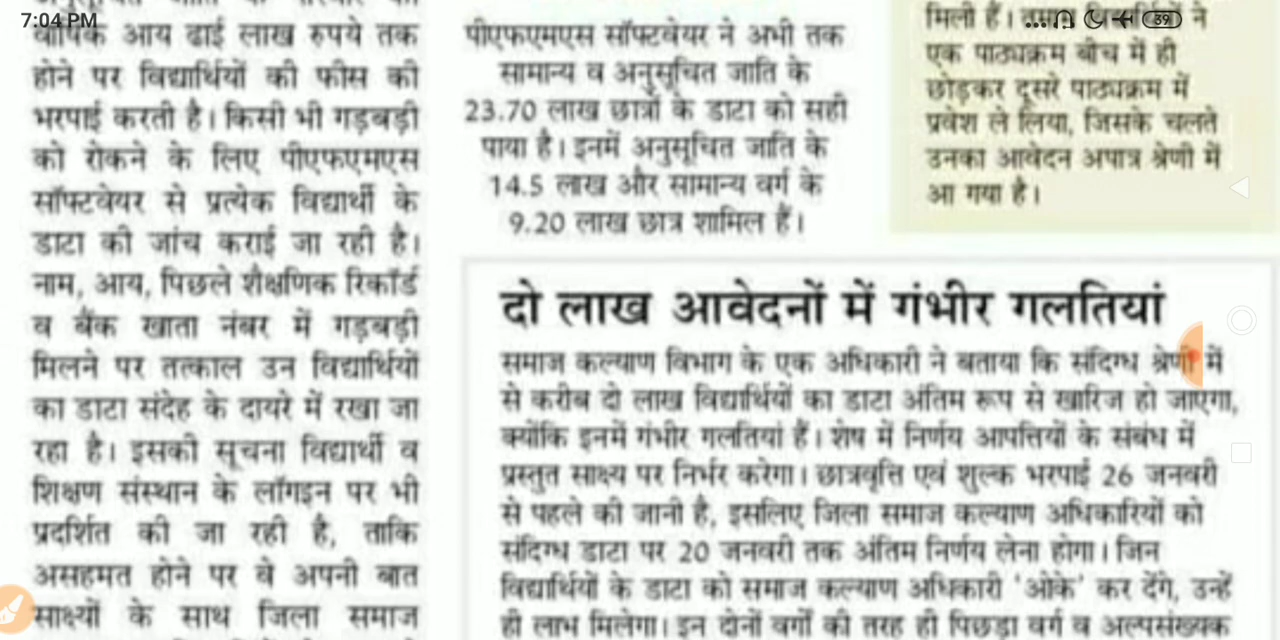 7:04 PM
39
वार्षिक आय ढाई लाख रुपये तक
होने पर विद्यार्थियों की फीस की
भरपाई करती है। किसी भी गड़बड़ी
को रोकने के लिए पीएफएमएस
सॉफ्टवेयर से प्रत्येक विद्यार्थी के
डाटा की जांच कराई जा रही है।
नाम, आय, पिछले शैक्षणिक रिकॉर्ड
व बैंक खाता नंबर में गड़बड़ी
मिलने पर तत्काल उन विद्यार्थियों
का डाटा संदेह के दायरे में रखा जा
रहा है। इसकी सूचना विद्यार्थी व
शिक्षण संस्थान के लॉगइन पर भी
प्रदर्शित की जा रही है, ताकि
असहमत होने पर वे अपनी बात
साक्ष्यों के साथ जिला समाज
पीएफएमएस सॉफ्टवेयर ने अभी तक
सामान्य व अनुसूचित जाति के
23.70 लाख छात्रों के डाटा को सही
पाया है। इनमें अनुसूचित जाति के
14.5 लाख और सामान्य वर्ग के
9.20 लाख छात्र शामिल हैं।
मिली हैं। ने
एक पाठ्यक्रम बीच में ही
छोड़कर दूसरे पाठ्यक्रम में
प्रवेश ले लिया, जिसके चलते
उनका आवेदन अपात्र श्रेणी में
आ गया है।
दो लाख आवेदनों में गंभीर गलतियां
समाज कल्याण विभाग के एक अधिकारी ने बताया कि संदिग्ध श्रेणी में
से करीब दो लाख विद्यार्थियों का डाटा अंतिम रूप से खारिज हो जाएगा,
क्योंकि इनमें गंभीर गलतियां हैं। शेष में निर्णय आपत्तियों के संबंध में
प्रस्तुत साक्ष्य पर निर्भर करेगा। छात्रवृत्ति एवं शुल्क भरपाई 26 जनवरी
से पहले की जानी है, इसलिए जिला समाज कल्याण अधिकारियों को
संदिग्ध डाटा पर 20 जनवरी तक अंतिम निर्णय लेना होगा। जिन
विद्यार्थियों के डाटा को समाज कल्याण अधिकारी 'ओके' कर देंगे, उन्हें
ही लाभ मिलेगा। इन दोनों वर्गों की तरह ही पिछड़ा वर्ग व अल्पसंख्यक